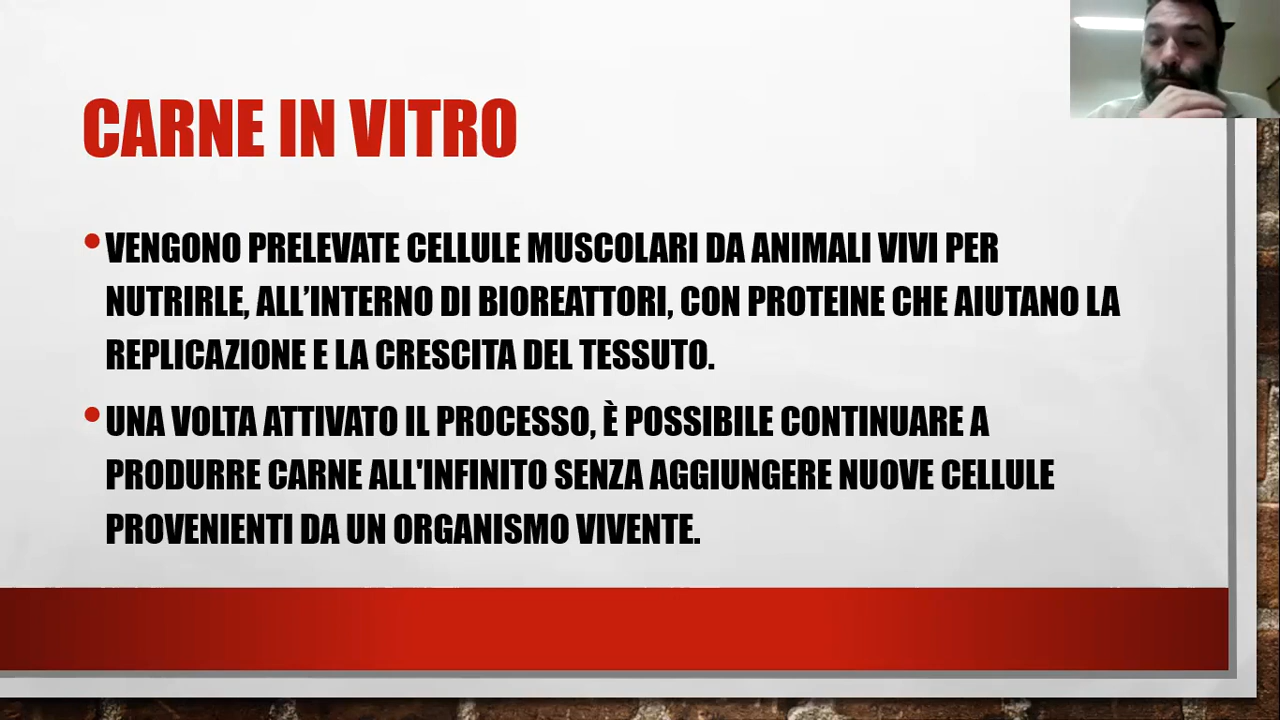 CARNE IN VITRO
• VENGONO PRELEVATE CELLULE MUSCOLARI DA ANIMALI VIVI PER
NUTRIRLE, ALL’INTERNO DI BIOREATTORI, CON PROTEINE CHE AIUTANO LA
REPLICAZIONE E LA CRESCITA DEL TESSUTO.
• UNA VOLTA ATTIVATO IL PROCESSO, È POSSIBILE CONTINUARE A
PRODURRE CARNE ALL'INFINITO SENZA AGGIUNGERE NUOVE CELLULE
PROVENIENTI DA UN ORGANISMO VIVENTE.